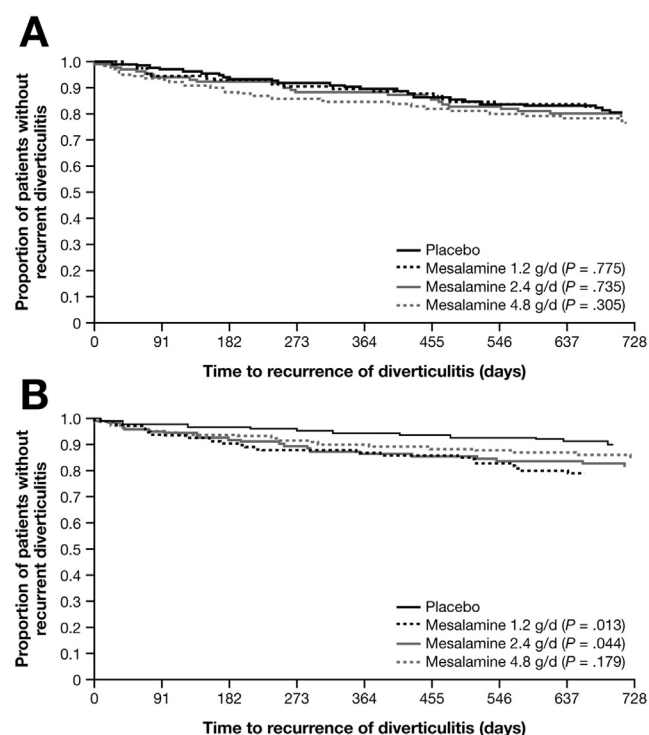 A
Proportion of patients without
recurrent diverticulitis
1.0
0.9
0.8
0.7
0.6
0.5
0.4
0.3
0.2
0.1
0
Placebo
Mesalamine 1.2 g/d (P = .775)
Mesalamine 2.4 g/d (P = .735)
Mesalamine 4.8 g/d (P = .305)
0 91 182 273 364 455 546 637 728
Time to recurrence of diverticulitis (days)
B
Proportion of patients without
recurrent diverticulitis
1.0
0.9
0.8
0.7
0.6
0.5
0.4
0.3
0.2
0.1
0
Placebo
Mesalamine 1.2 g/d (P = .013)
Mesalamine 2.4 g/d (P = .044)
Mesalamine 4.8 g/d (P = .179)
0 91 182 273 364 455 546 637 728
Time to recurrence of diverticulitis (days)